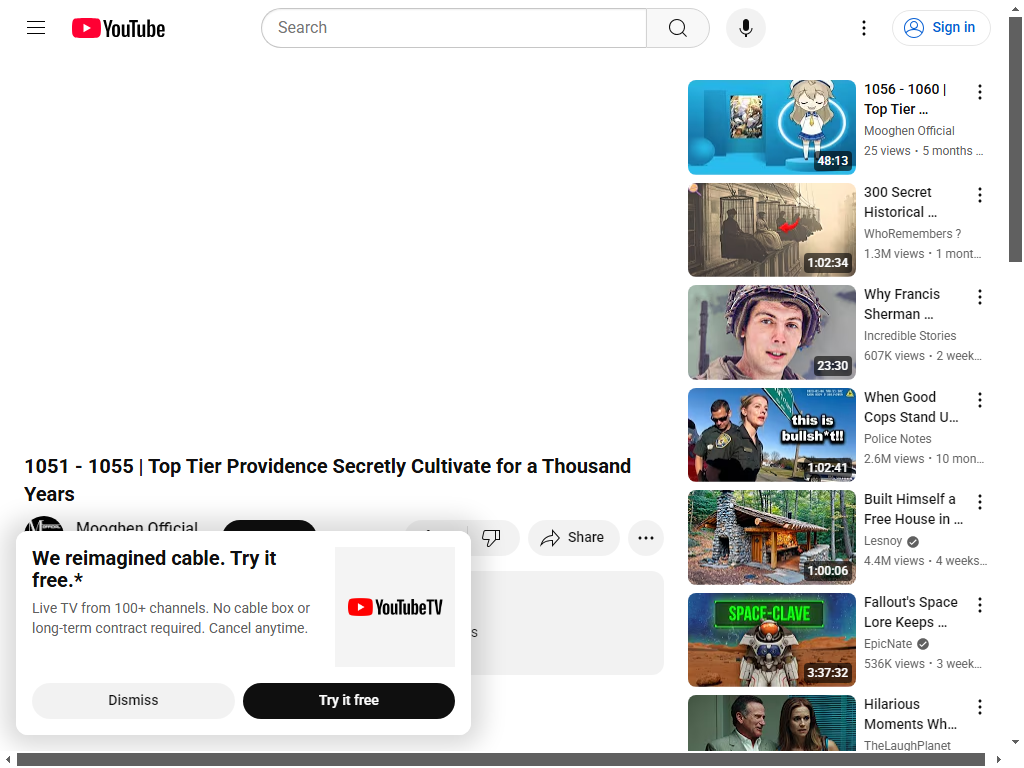 YouTube
Search
Sign in
1056 - 1060 |
Top Tier …
Mooghen Official
25 views • 5 months …
48:13
300 Secret
Historical …
WhoRemembers ?
1.3M views • 1 mont…
1:02:34
Why Francis
Sherman …
Incredible Stories
607K views • 2 week…
23:30
When Good
Cops Stand U…
Police Notes
2.6M views • 10 mon…
this is
bullsh*t!!
1:02:41
Built Himself a
Free House in …
Lesnoy
4.4M views • 4 weeks…
1:00:06
Fallout's Space
Lore Keeps …
EpicNate
536K views • 3 week…
SPACE-CLAVE
3:37:32
Hilarious
Moments Wh…
TheLaughPlanet
1051 - 1055 | Top Tier Providence Secretly Cultivate for a Thousand
Years
Mooghen Official
Share
We reimagined cable. Try it
free.*
Live TV from 100+ channels. No cable box or
long-term contract required. Cancel anytime.
YouTubeTV
Dismiss
Try it free